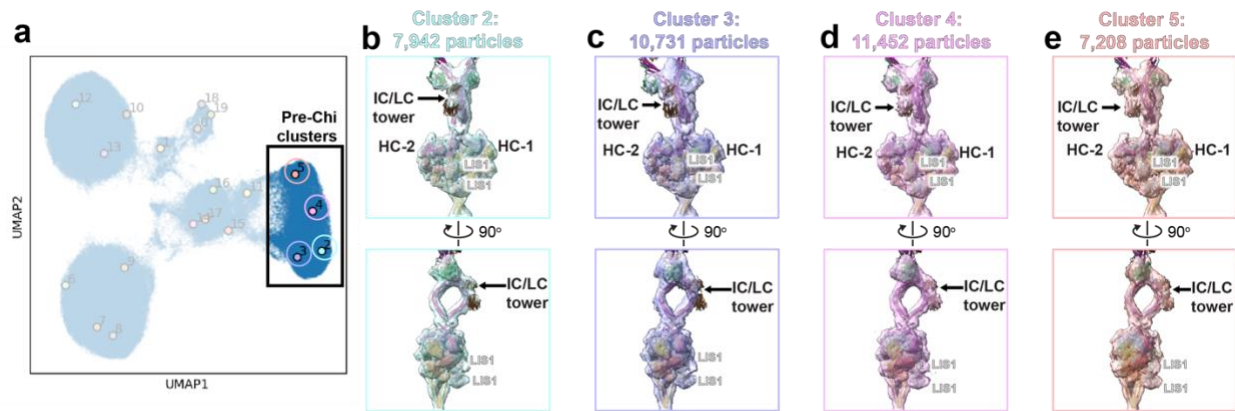 a
b
c
d
e
Cluster 2:
7,942 particles
Cluster 3:
10,731 particles
Cluster 4:
11,452 particles
Cluster 5:
7,208 particles
12
10
13
18
19
Pre-Chi
clusters
5
4
3
2
16
11
17
15
7
8
UMAP2
UMAP1
IC/LC
tower
HC-2
HC-1
LIS1
LIS1
90°
IC/LC
tower
LIS1
LIS1
IC/LC
tower
HC-2
HC-1
LIS1
LIS1
90°
IC/LC
tower
LIS1
LIS1
IC/LC
tower
HC-2
HC-1
LIS1
LIS1
90°
IC/LC
tower
LIS1
LIS1
IC/LC
tower
HC-2
HC-1
LIS1
LIS1
90°
IC/LC
tower
LIS1
LIS1